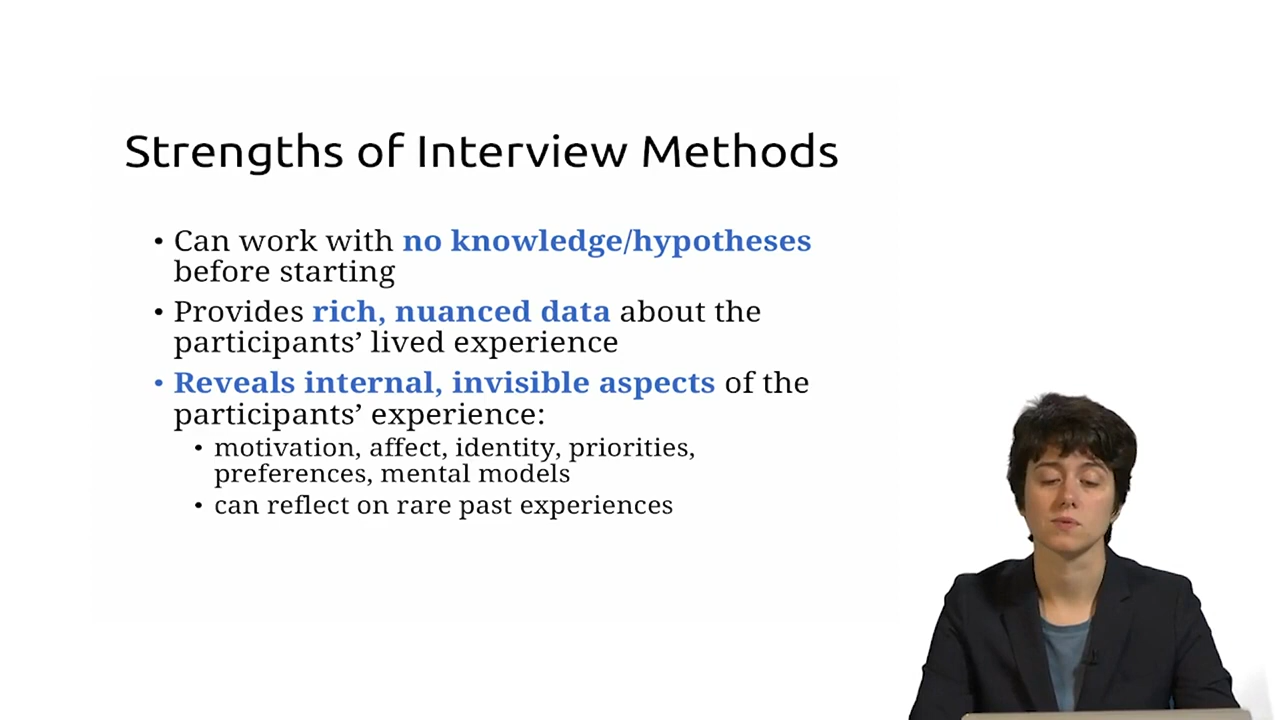 Strengths of Interview Methods
• Can work with no knowledge/hypotheses
before starting
• Provides rich, nuanced data about the
participants’ lived experience
• Reveals internal, invisible aspects of the
participants’ experience:
• motivation, affect, identity, priorities,
preferences, mental models
• can reflect on rare past experiences